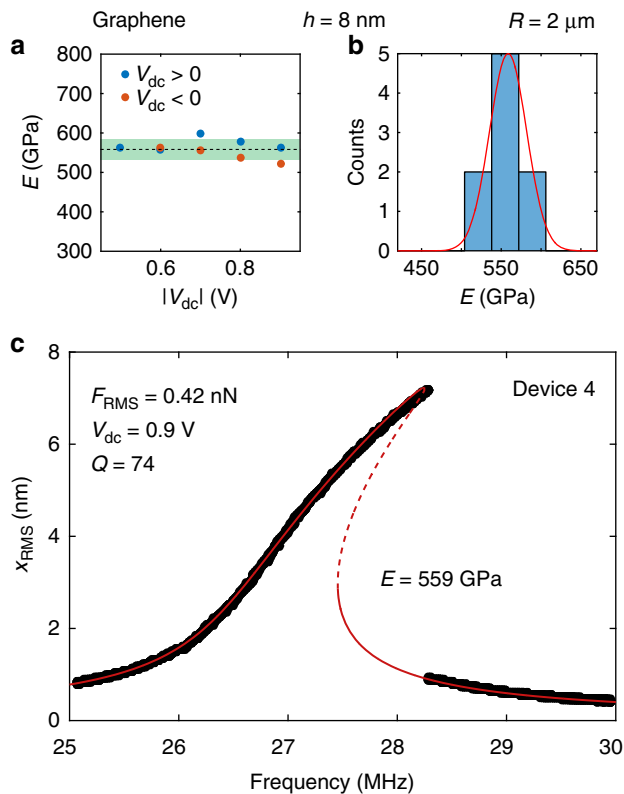 Graphene h = 8 nm R = 2 μm
a
V_dc > 0
V_dc < 0
800
700
600
500
400
300
E (GPa)
0.6 0.8
|V_dc| (V)
b
5
4
3
2
1
0
Counts
450 550 650
E (GPa)
c
F_RMS = 0.42 nN
V_dc = 0.9 V
Q = 74
Device 4
E = 559 GPa
8
6
4
2
0
x_RMS (nm)
25 26 27 28 29 30
Frequency (MHz)